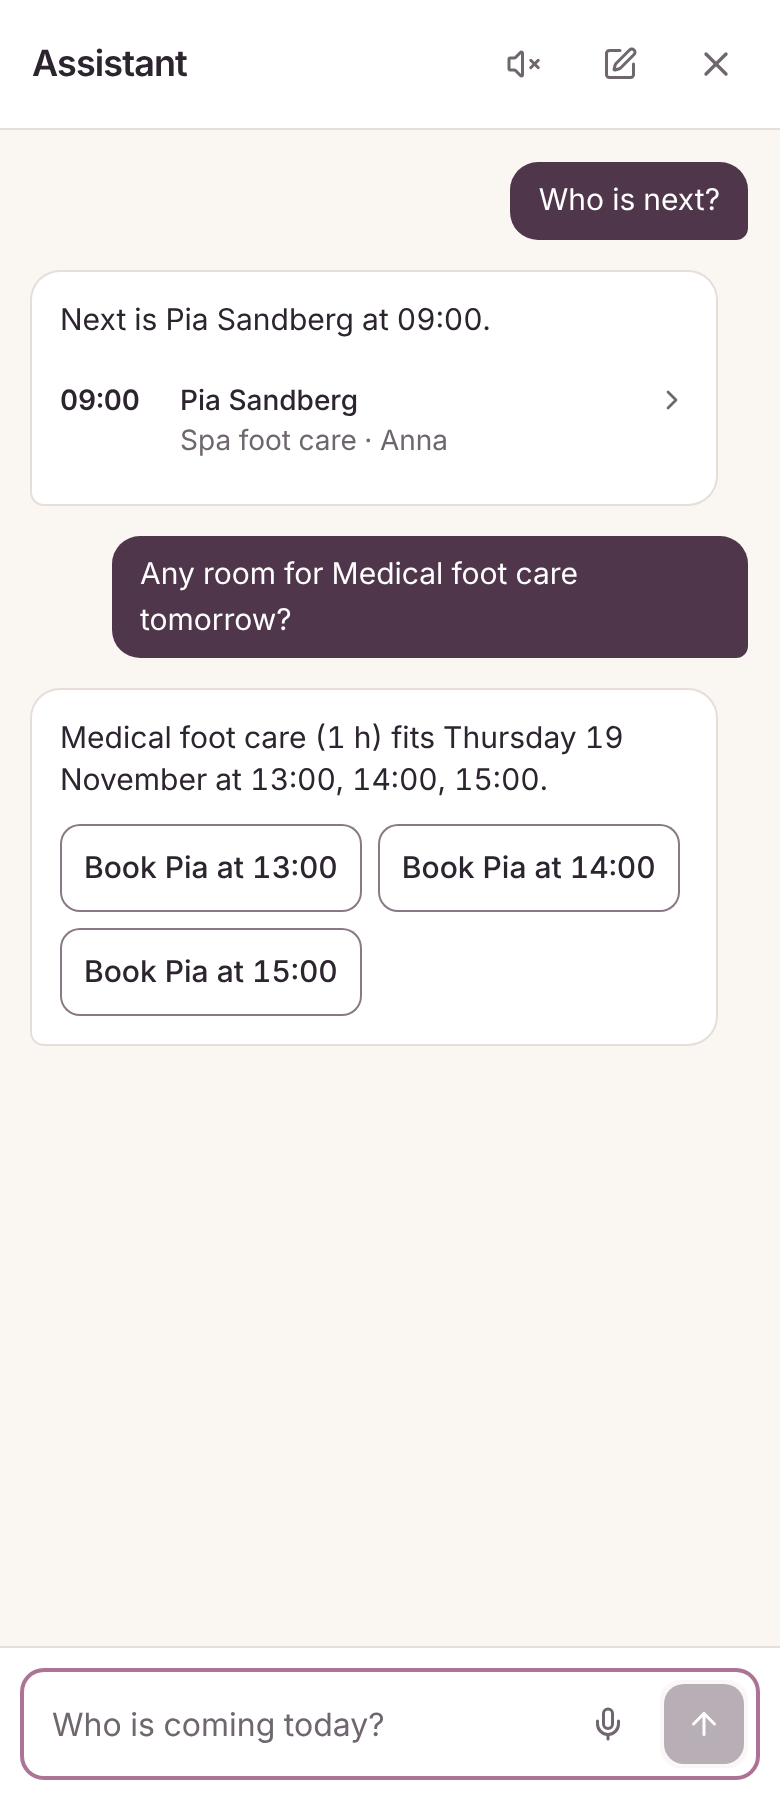 Assistant
Who is next?
Next is Pia Sandberg at 09:00.
09:00 Pia Sandberg
Spa foot care · Anna
Any room for Medical foot care
tomorrow?
Medical foot care (1 h) fits Thursday 19
November at 13:00, 14:00, 15:00.
Book Pia at 13:00 Book Pia at 14:00
Book Pia at 15:00
Who is coming today?